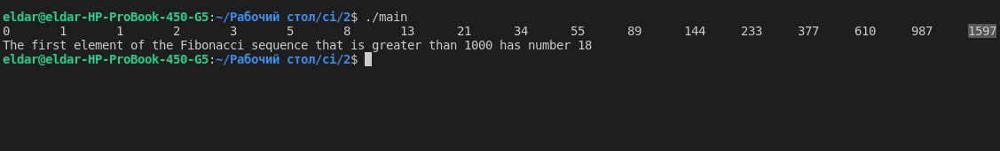 eldar@eldar-HP-ProBook-450-G5:~/Рабочий стол/ci/2$ ./main
0 1 1 2 3 5 8 13 21 34 55 89 144 233 377 610 987 1597
The first element of the Fibonacci sequence that is greater than 1000 has number 18
eldar@eldar-HP-ProBook-450-G5:~/Рабочий стол/ci/2$